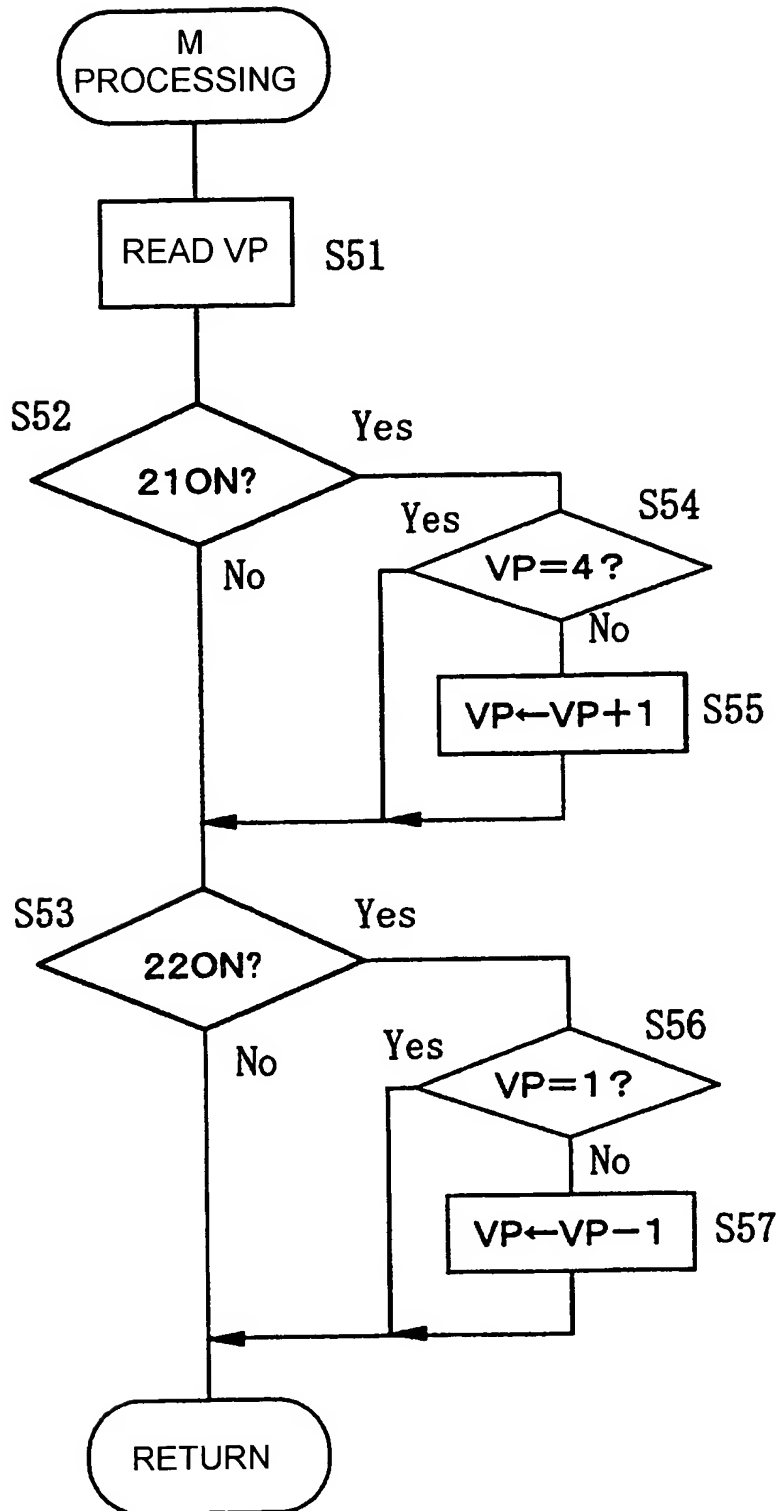 M
PROCESSING
READ VP
S51
S52
Yes
21ON?
No
S54
Yes
VP=4?
No
VP←VP+1
S55
S53
Yes
22ON?
No
S56
Yes
VP=1?
No
VP←VP−1
S57
RETURN